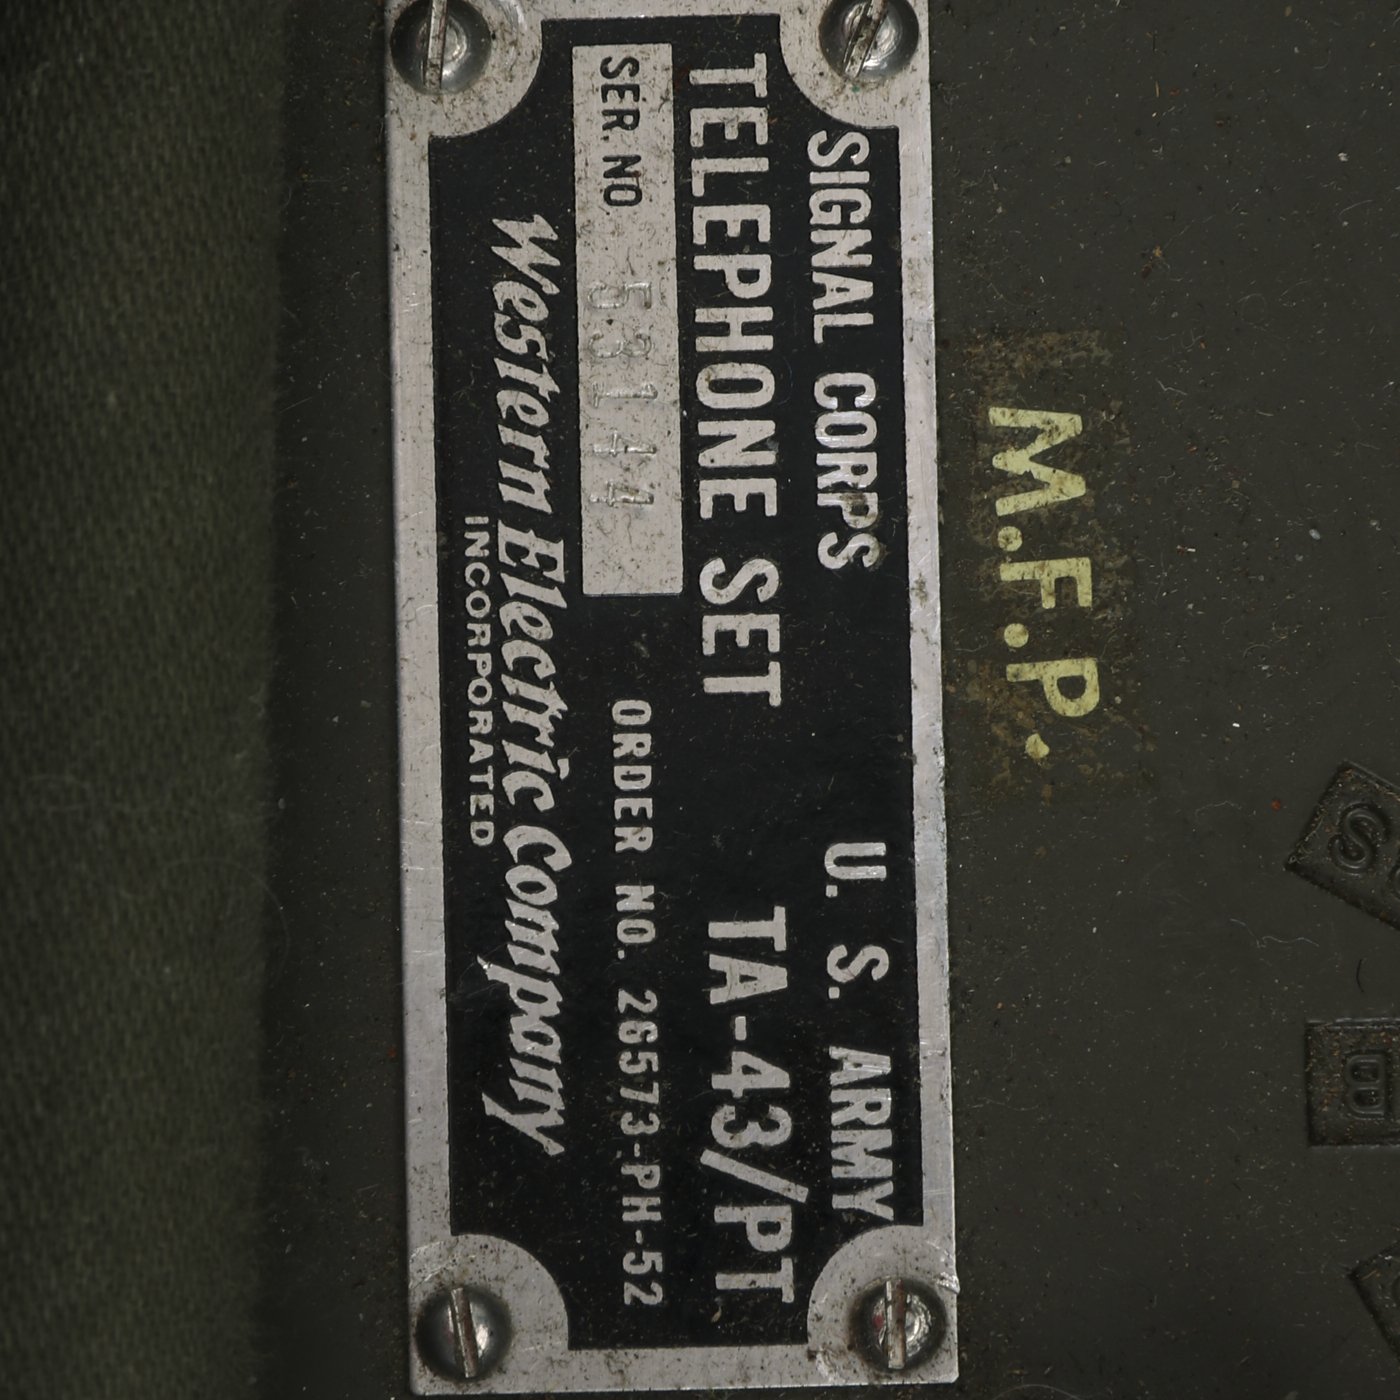 M.F.P.
SIGNAL CORPS U. S. ARMY
TELEPHONE SET TA-43/PT
SER. NO 53144 ORDER NO. 26573-PH-52
Western Electric Company
INCORPORATED
S
B